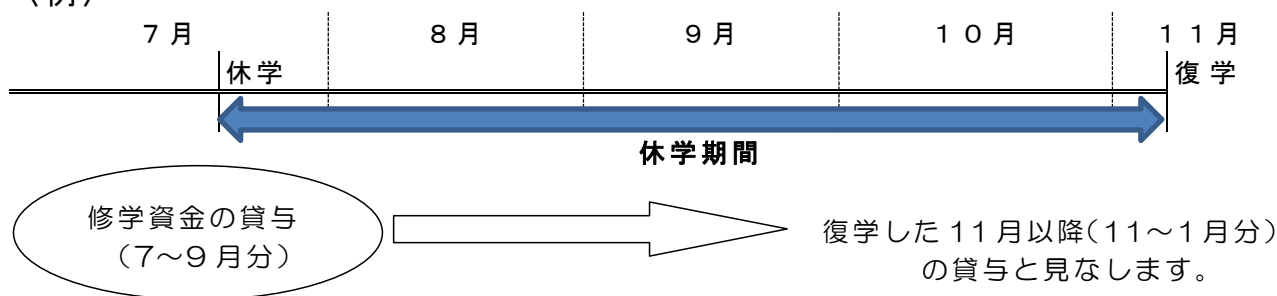 （例）
７月 ８月 ９月 １０月 １１月
休学 復学
休学期間
修学資金の貸与
（7～9月分）
復学した11月以降（11～1月分）
の貸与と見なします。